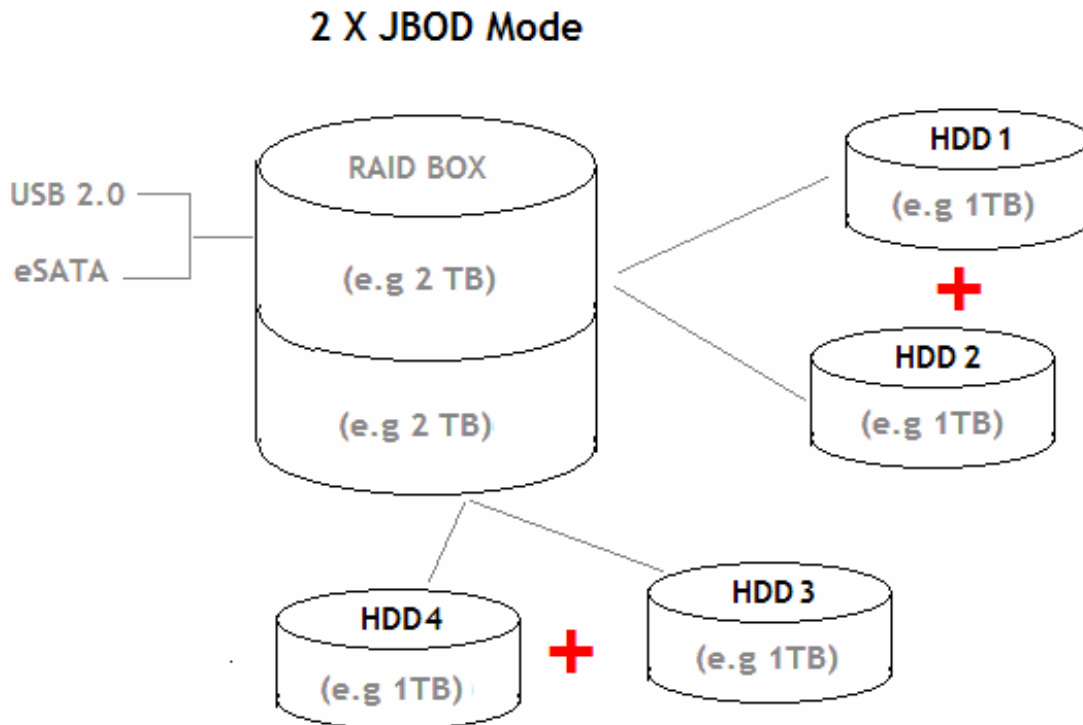 2 X JBOD Mode
HDD 1
RAID BOX
(e.g 1TB)
USB 2.0
eSATA
(e.g 2 TB)
+
HDD 2
(e.g 2 TB)
(e.g 1TB)
HDD 3
HDD4
+
(e.g 1TB)
(e.g 1TB)